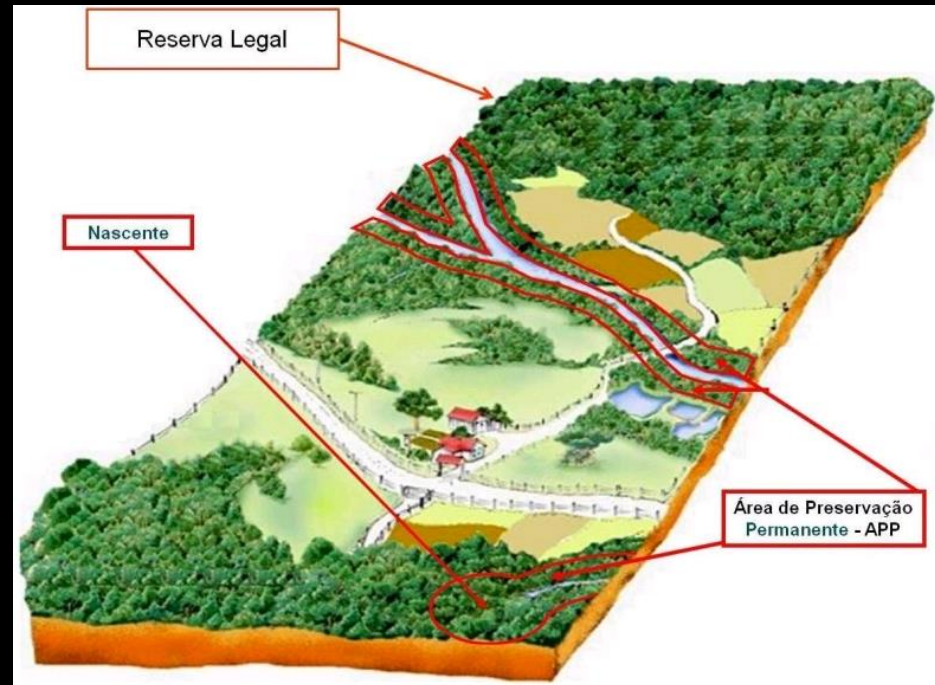 Reserva Legal
Nascente
Área de Preservação
Permanente - APP